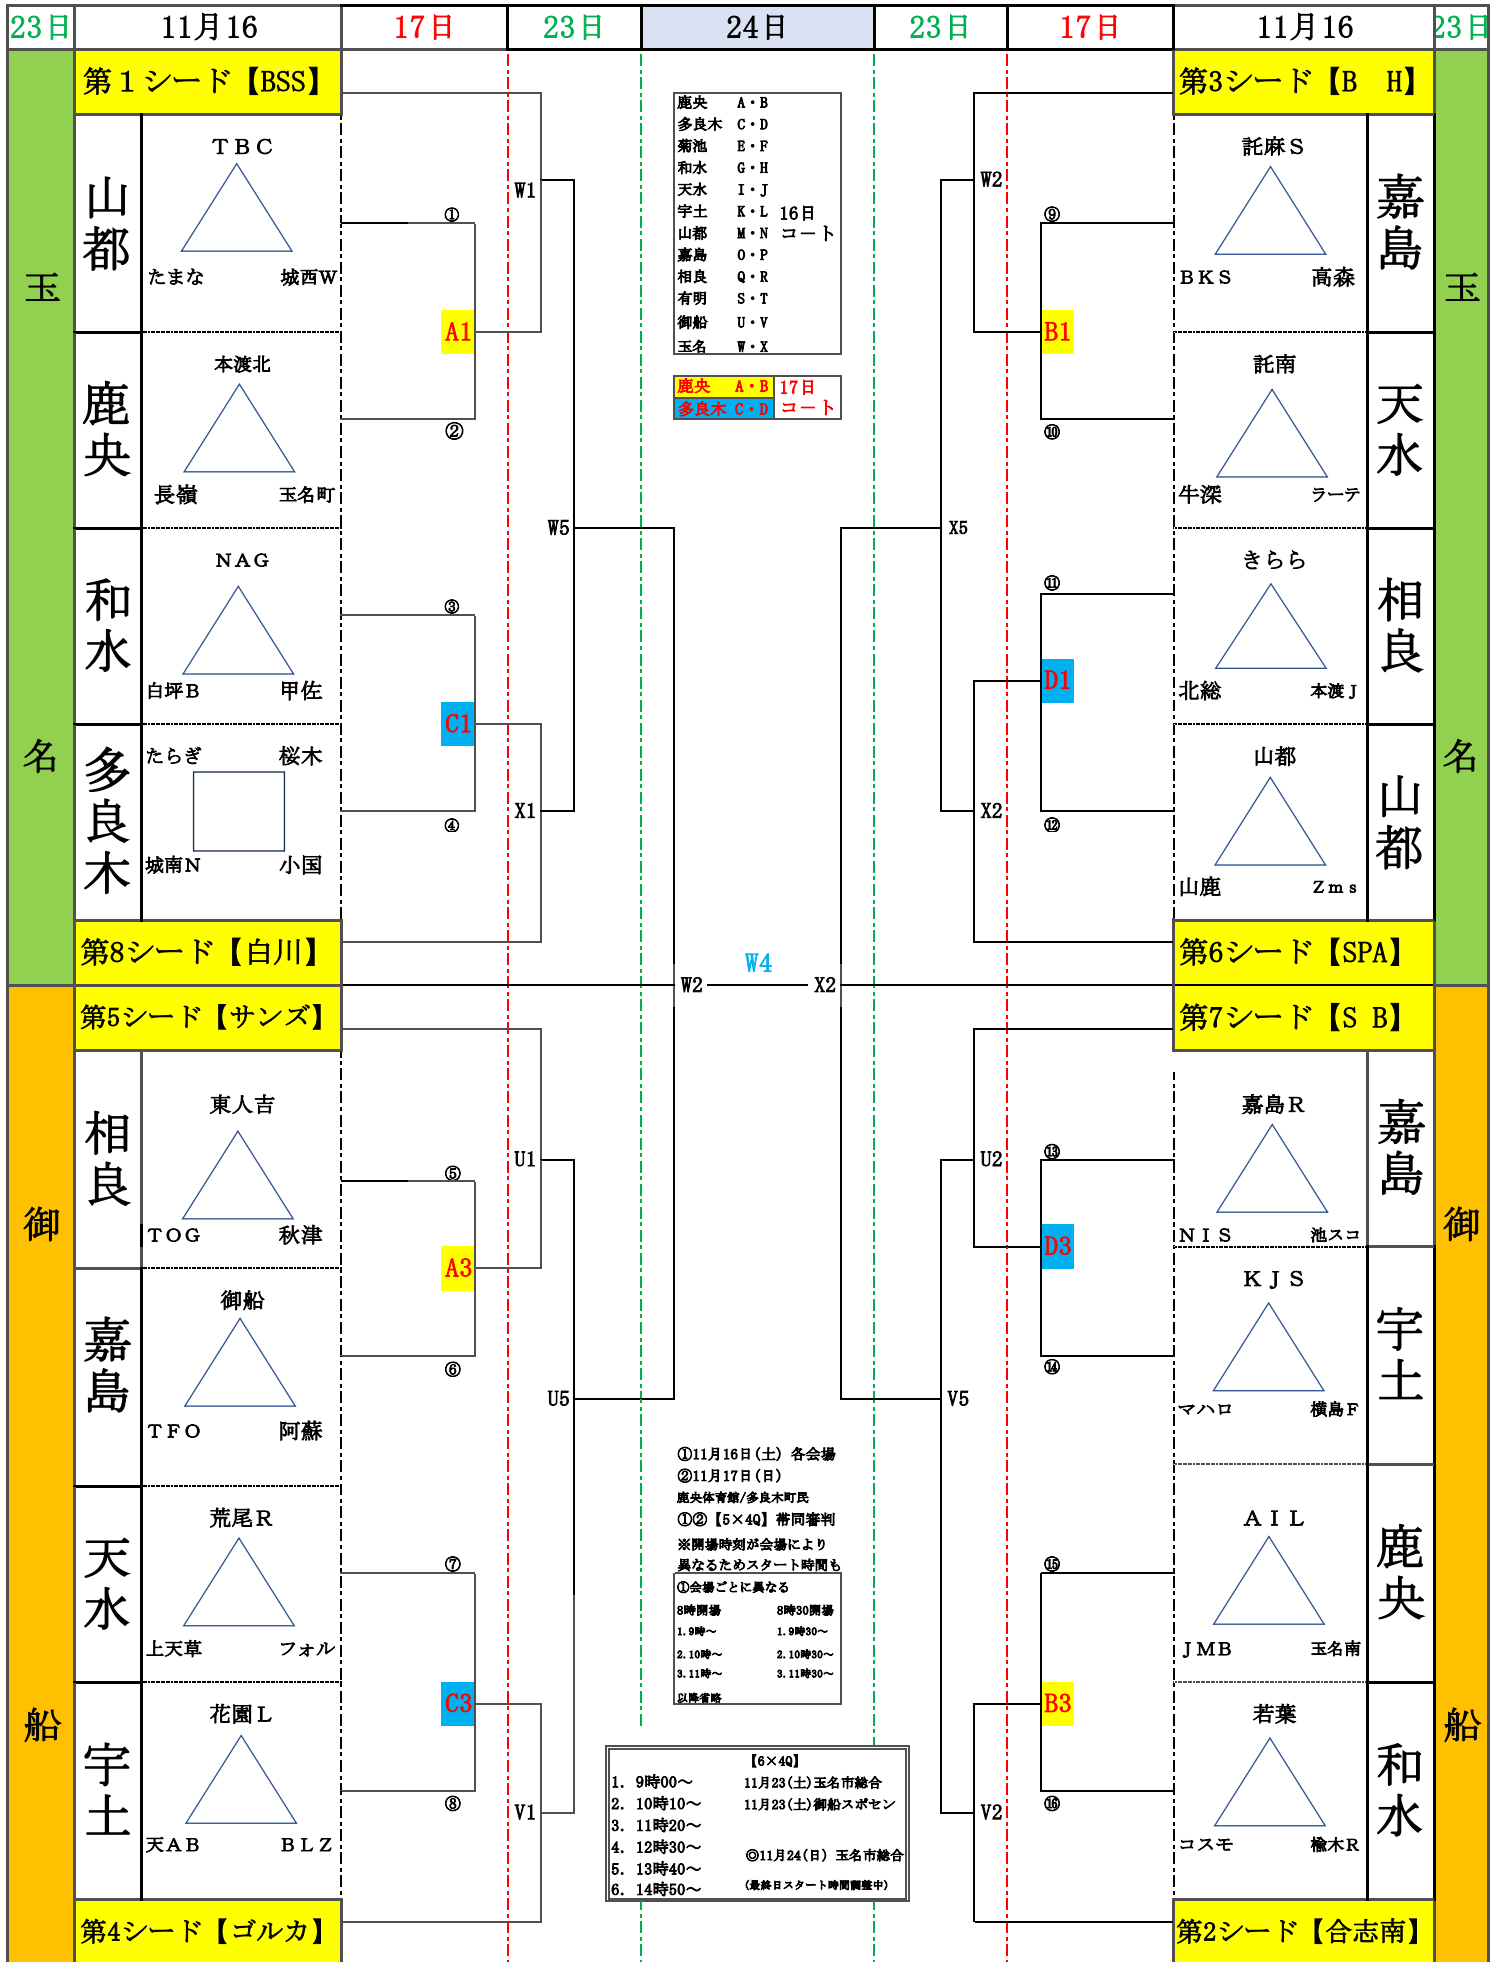 23日 11月16 17日 23日 24日 23日 17日 11月16 23日
玉名
御船
第１シード【BSS】
山都
ＴＢＣ
たまな 城西W
鹿央
本渡北
長嶺 玉名町
和水
ＮＡＧ
白坪Ｂ 甲佐
多良木
たらぎ 桜木
城南Ｎ 小国
第8シード【白川】
第5シード【サンズ】
相良
東人吉
ＴＯＧ 秋津
嘉島
御船
ＴＦＯ 阿蘇
天水
荒尾Ｒ
上天草 フォル
宇土
花園Ｌ
天ＡＢ ＢＬＺ
第4シード【ゴルカ】
①
A1
②
③
C1
④
⑤
A3
⑥
⑦
C3
⑧
W1
W5
X1
U1
U5
V1
鹿央 A・B
多良木 C・D
菊池 E・F
和水 G・H
天水 I・J
宇土 K・L
山都 M・N
嘉島 O・P
相良 Q・R
有明 S・T
御船 U・V
玉名 W・X
16日
コート
鹿央 A・B
多良木 C・D
17日
コート
W4
W2 X2
①11月16日(土) 各会場
②11月17日(日)
鹿央体育館/多良木町民
①②【5×4Q】帯同審判
※開場時刻が会場により
異なるためスタート時間も
①会場ごとに異なる
8時開場 8時30開場
1.9時～ 1.9時30～
2.10時～ 2.10時30～
3.11時～ 3.11時30～
以降省略
【6×4Q】
1. 9時00～ 11月23(土)玉名市総合
2. 10時10～ 11月23(土)御船スポセン
3. 11時20～
4. 12時30～ ◎11月24(日) 玉名市総合
5. 13時40～
6. 14時50～ (最終日スタート時間調整中)
W2
X5
X2
U2
V5
V2
⑨
B1
⑩
⑪
D1
⑫
⑬
D3
⑭
⑮
B3
⑯
第3シード【B　H】
嘉島
託麻Ｓ
ＢＫＳ 高森
天水
託南
牛深 ラーテ
相良
きらら
北総 本渡Ｊ
山都
山都
山鹿 Ｚｍｓ
第6シード【SPA】
第7シード【S B】
嘉島
嘉島Ｒ
ＮＩＳ 池スコ
宇土
ＫＪＳ
マハロ 横島Ｆ
鹿央
ＡＩＬ
ＪＭＢ 玉名南
和水
若葉
コスモ 楡木Ｒ
第2シード【合志南】
玉名
御船